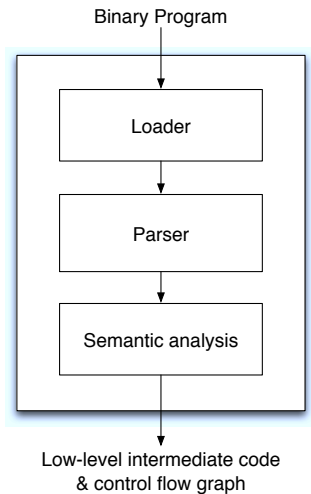 Binary Program
Loader
Parser
Semantic analysis
Low-level intermediate code
& control flow graph